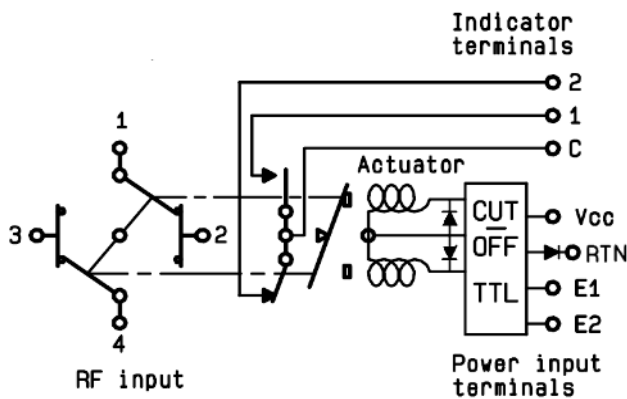 Indicator
terminals
2
1
C
1
Actuator
3
2
4
CUT
OFF
TTL
Vcc
RTN
E1
E2
RF input
Power input
terminals